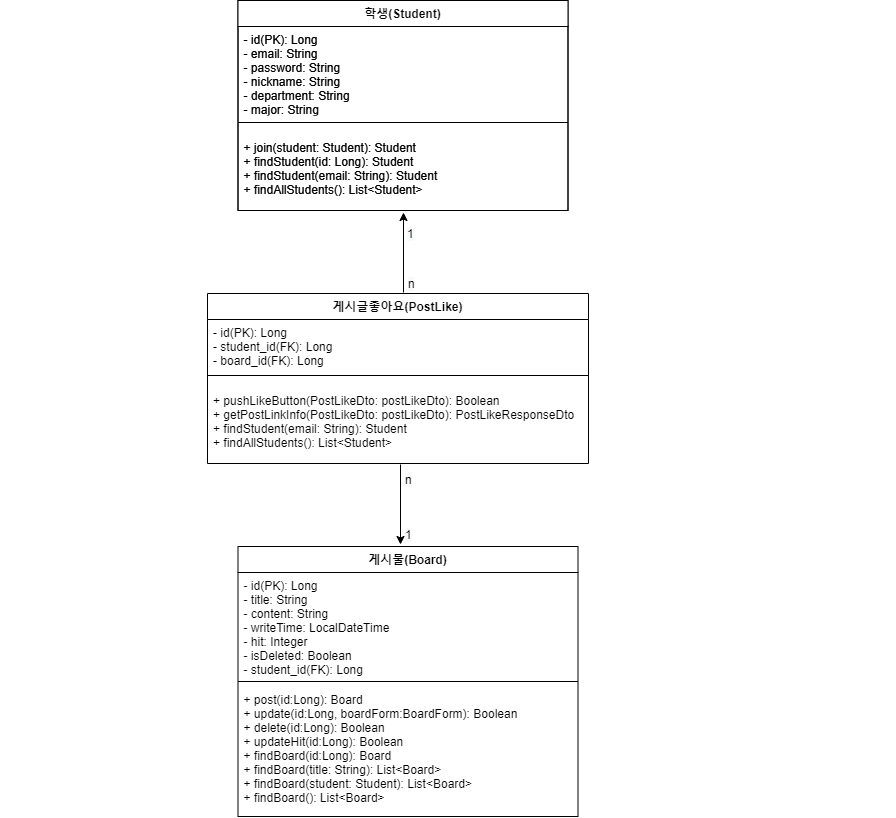 학생(Student)
- id(PK): Long
- email: String
- password: String
- nickname: String
- department: String
- major: String
+ join(student: Student): Student
+ findStudent(id: Long): Student
+ findStudent(email: String): Student
+ findAllStudents(): List<Student>
1
n
게시글좋아요(PostLike)
- id(PK): Long
- student_id(FK): Long
- board_id(FK): Long
+ pushLikeButton(PostLikeDto: postLikeDto): Boolean
+ getPostLinkInfo(PostLikeDto: postLikeDto): PostLikeResponseDto
+ findStudent(email: String): Student
+ findAllStudents(): List<Student>
n
1
게시물(Board)
- id(PK): Long
- title: String
- content: String
- writeTime: LocalDateTime
- hit: Integer
- isDeleted: Boolean
- student_id(FK): Long
+ post(id:Long): Board
+ update(id:Long, boardForm:BoardForm): Boolean
+ delete(id:Long): Boolean
+ updateHit(id:Long): Boolean
+ findBoard(id:Long): Board
+ findBoard(title: String): List<Board>
+ findBoard(student: Student): List<Board>
+ findBoard(): List<Board>